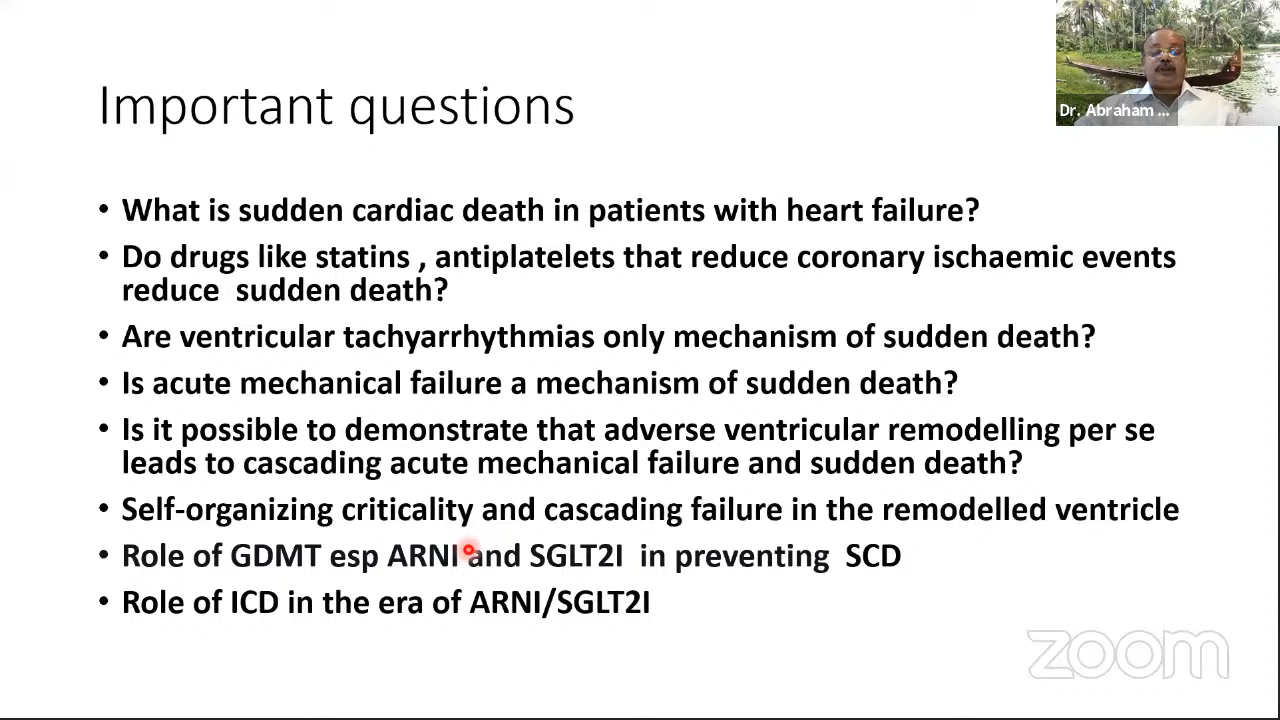 Dr. Abraham ...
Important questions
• What is sudden cardiac death in patients with heart failure?
• Do drugs like statins , antiplatelets that reduce coronary ischaemic events
reduce  sudden death?
• Are ventricular tachyarrhythmias only mechanism of sudden death?
• Is acute mechanical failure a mechanism of sudden death?
• Is it possible to demonstrate that adverse ventricular remodelling per se
leads to cascading acute mechanical failure and sudden death?
• Self-organizing criticality and cascading failure in the remodelled ventricle
• Role of GDMT esp ARNI and SGLT2I  in preventing  SCD
• Role of ICD in the era of ARNI/SGLT2I
zoom